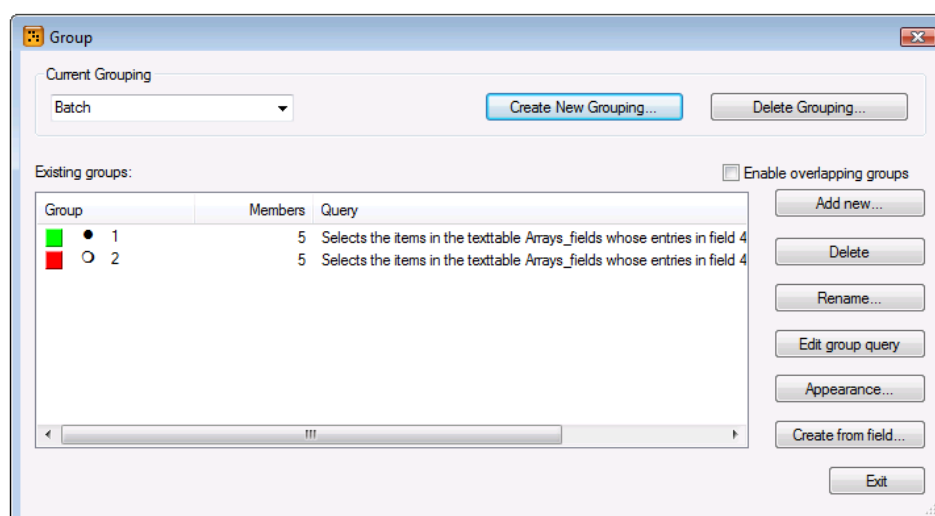 Group
Current Grouping
Batch
Create New Grouping...
Delete Grouping...
Existing groups:
Enable overlapping groups
Group Members Query
1 5 Selects the items in the texttable Arrays_fields whose entries in field 4
2 5 Selects the items in the texttable Arrays_fields whose entries in field 4
Add new...
Delete
Rename...
Edit group query
Appearance...
Create from field...
Exit